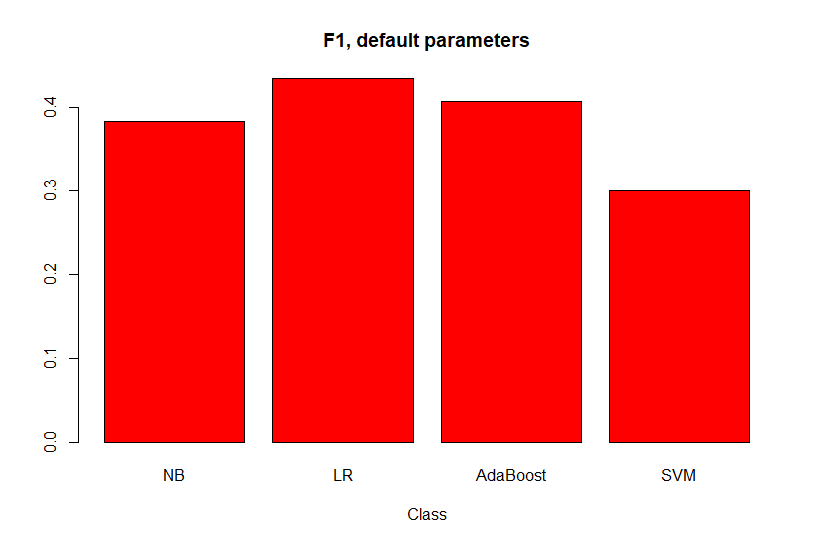 F1, default parameters
0.4
0.3
0.2
0.1
0.0
NB LR AdaBoost SVM
Class